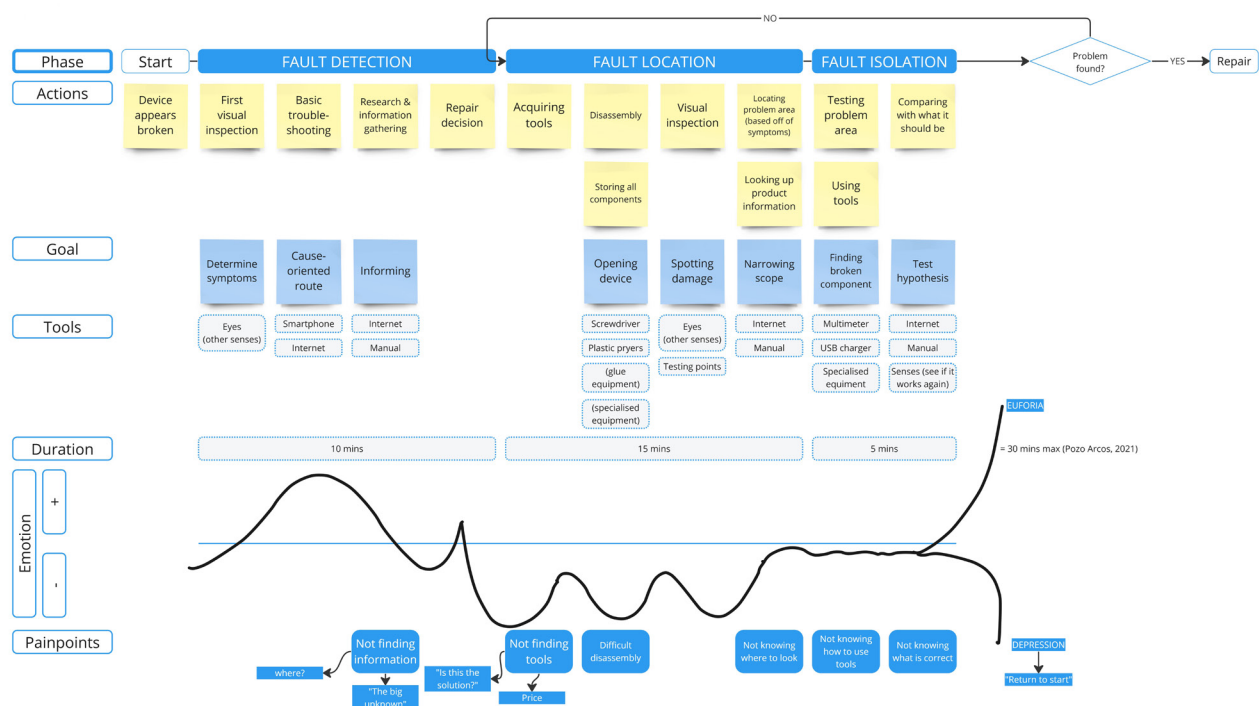 NO
Phase
Start
FAULT DETECTION
FAULT LOCATION
FAULT ISOLATION
Problem
found?
YES
Repair
Actions
Device
appears
broken
First
visual
inspection
Basic
trouble-
shooting
Research &
information
gathering
Repair
decision
Acquiring
tools
Disassembly
Visual
inspection
Locating
problem area
(based off of
symptoms)
Testing
problem
area
Comparing
with what it
should be
Storing all
components
Looking up
product
information
Using
tools
Goal
Determine
symptoms
Cause-
oriented
route
Informing
Opening
device
Spotting
damage
Narrowing
scope
Finding
broken
component
Test
hypothesis
Tools
Eyes
(other senses)
Smartphone
Internet
Internet
Manual
Screwdriver
Plastic pryers
(glue
equipment)
(specialised
equipment)
Eyes
(other senses)
Testing points
Internet
Manual
Multimeter
USB charger
Specialised
equiment
Internet
Manual
Senses (see if it
works again)
EUFORIA
Duration
10 mins
15 mins
5 mins
= 30 mins max (Pozo Arcos, 2021)
Emotion
+
-
Painpoints
Not finding
information
where?
"The big
unknown"
Not finding
tools
"Is this the
solution?"
Price
Difficult
disassembly
Not knowing
where to look
Not knowing
how to use
tools
Not knowing
what is correct
DEPRESSION
"Return to start"